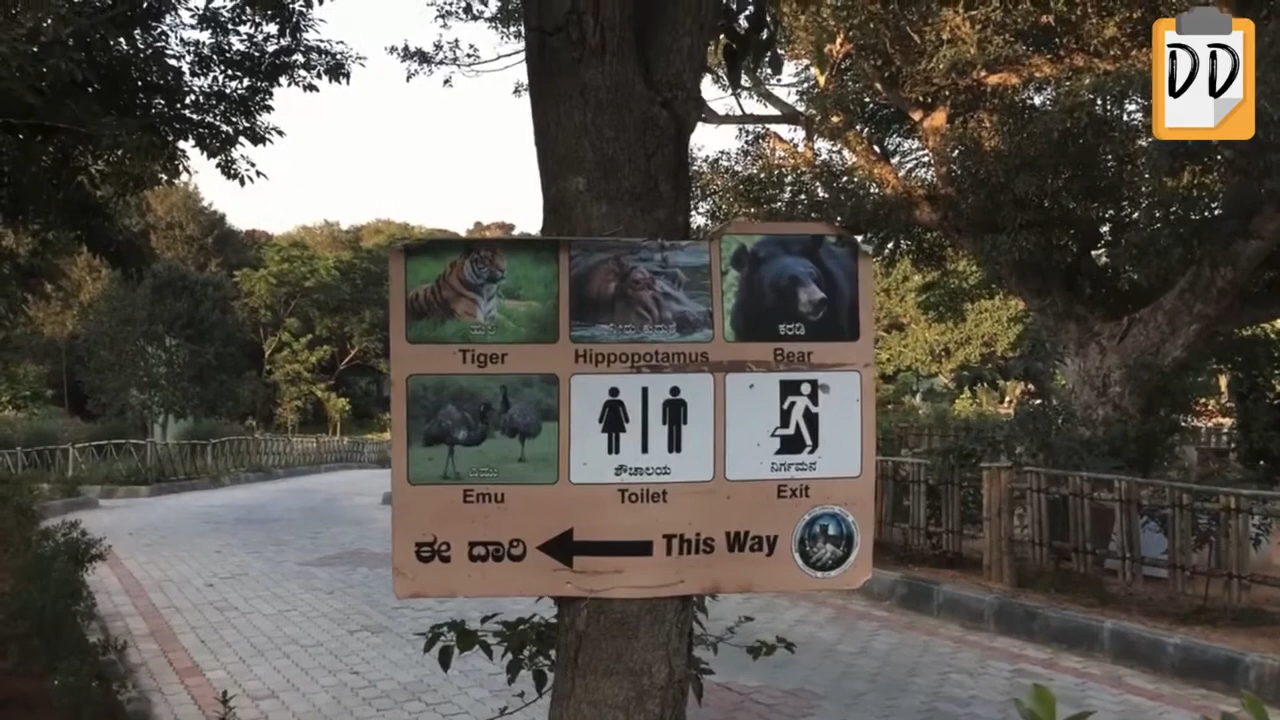 DD
ಹುಲಿ
ನೀರು ಕುದುರೆ
ಕರಡಿ
Tiger
Hippopotamus
Bear
ಎಮು
ಶೌಚಾಲಯ
ನಿರ್ಗಮನ
Emu
Toilet
Exit
ಈ ದಾರಿ
This Way